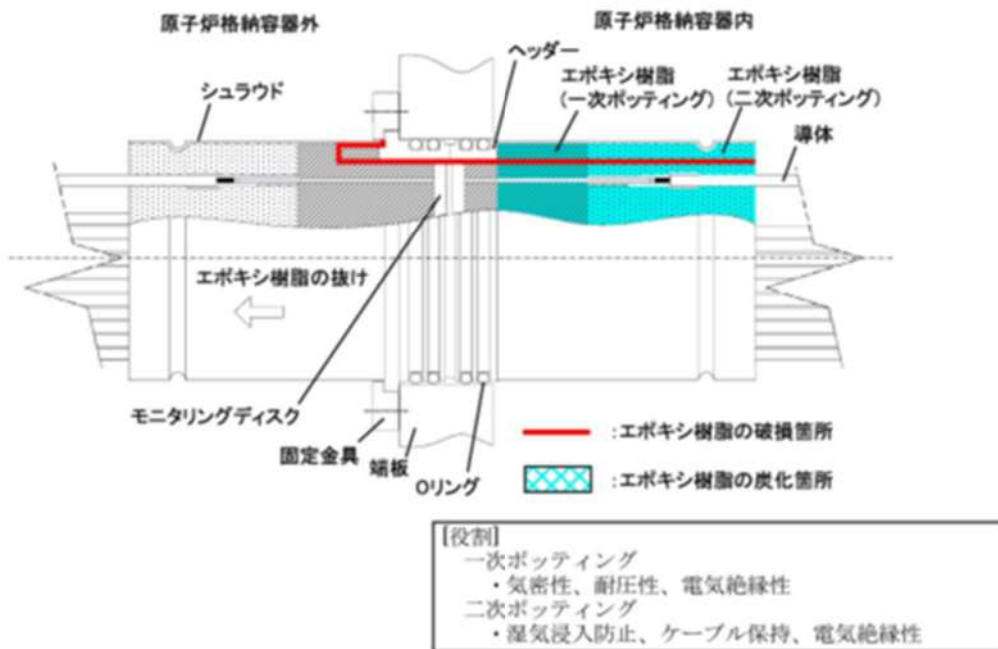 原子炉格納容器外
原子炉格納容器内
ヘッダー
シュラウド
エポキシ樹脂
(一次ポッティング)
エポキシ樹脂
(二次ポッティング)
導体
エポキシ樹脂の抜け
モニタリングディスク
固定金具
端板
Oリング
:エポキシ樹脂の破損箇所
:エポキシ樹脂の炭化箇所
[役割]
一次ポッティング
・気密性、耐圧性、電気絶縁性
二次ポッティング
・湿気浸入防止、ケーブル保持、電気絶縁性